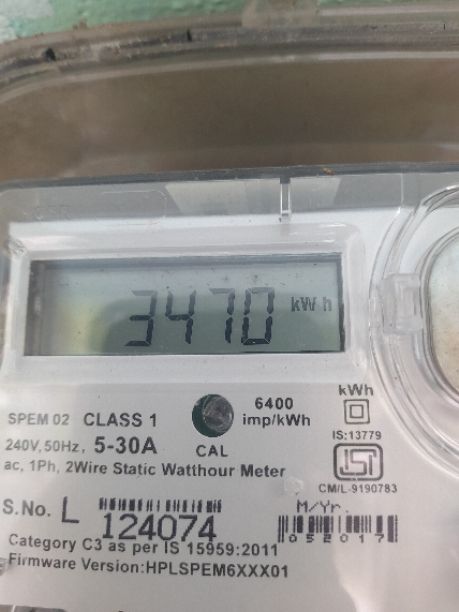 3470 kWh
6400
imp/kWh
kWh
SPEM 02 CLASS 1
IS:13779
240V, 50Hz, 5-30A
CAL
ac, 1Ph, 2Wire Static Watthour Meter
ISI
CM/L-9190783
S.No. L 124074
M/Yr.
052017
Category C3 as per IS 15959:2011
Firmware Version:HPLSPEM6XXX01